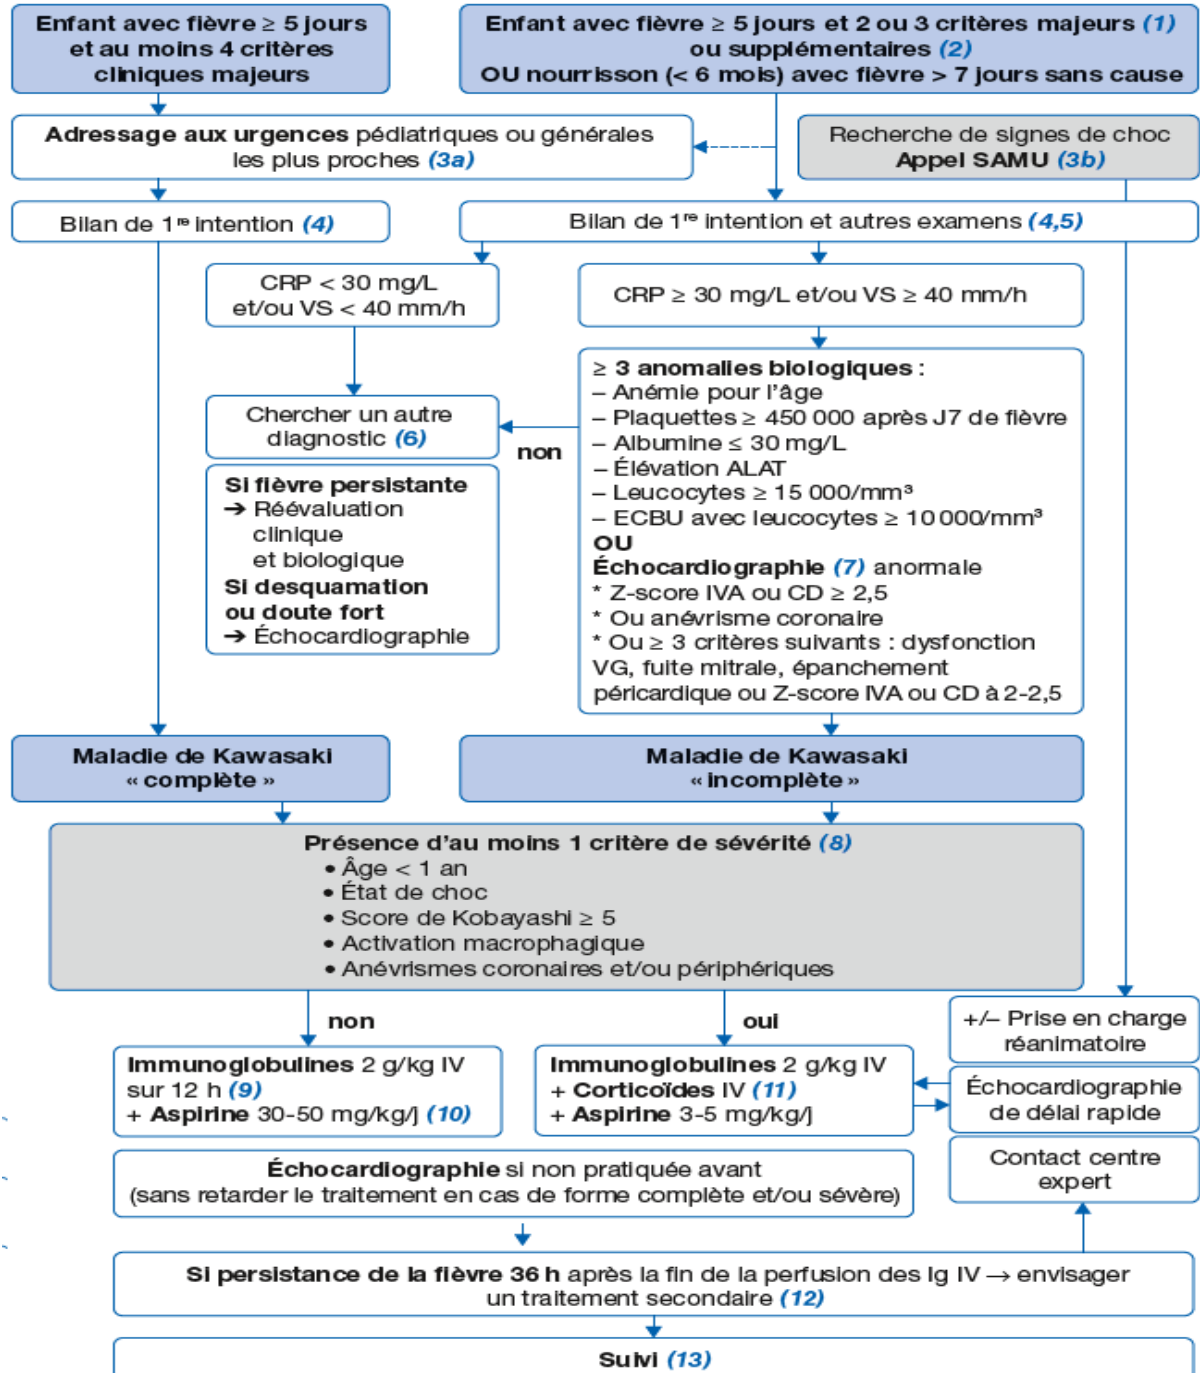 Enfant avec fièvre ≥ 5 jours
et au moins 4 critères
cliniques majeurs
Enfant avec fièvre ≥ 5 jours et 2 ou 3 critères majeurs (1)
ou supplémentaires (2)
OU nourrisson (< 6 mois) avec fièvre > 7 jours sans cause
Adressage aux urgences pédiatriques ou générales
les plus proches (3a)
Recherche de signes de choc
Appel SAMU (3b)
Bilan de 1re intention (4)
Bilan de 1re intention et autres examens (4,5)
CRP < 30 mg/L
et/ou VS < 40 mm/h
CRP ≥ 30 mg/L et/ou VS ≥ 40 mm/h
≥ 3 anomalies biologiques :
– Anémie pour l'âge
– Plaquettes ≥ 450 000 après J7 de fièvre
– Albumine ≤ 30 mg/L
– Élévation ALAT
– Leucocytes ≥ 15 000/mm³
– ECBU avec leucocytes ≥ 10 000/mm³
OU
Échocardiographie (7) anormale
* Z-score IVA ou CD ≥ 2,5
* Ou anévrisme coronaire
* Ou ≥ 3 critères suivants : dysfonction
VG, fuite mitrale, épanchement
péricardique ou Z-score IVA ou CD à 2-2,5
non
Chercher un autre
diagnostic (6)
Si fièvre persistante
➔ Réévaluation
clinique
et biologique
Si desquamation
ou doute fort
➔ Échocardiographie
Maladie de Kawasaki
« complète »
Maladie de Kawasaki
« incomplète »
Présence d'au moins 1 critère de sévérité (8)
• Âge < 1 an
• État de choc
• Score de Kobayashi ≥ 5
• Activation macrophagique
• Anévrismes coronaires et/ou périphériques
non
oui
Immunoglobulines 2 g/kg IV
sur 12 h (9)
+ Aspirine 30-50 mg/kg/j (10)
Immunoglobulines 2 g/kg IV
+ Corticoïdes IV (11)
+ Aspirine 3-5 mg/kg/j
+/– Prise en charge
réanimatoire
Échocardiographie
de délai rapide
Contact centre
expert
Échocardiographie si non pratiquée avant
(sans retarder le traitement en cas de forme complète et/ou sévère)
Si persistance de la fièvre 36 h après la fin de la perfusion des Ig IV → envisager
un traitement secondaire (12)
Suivi (13)